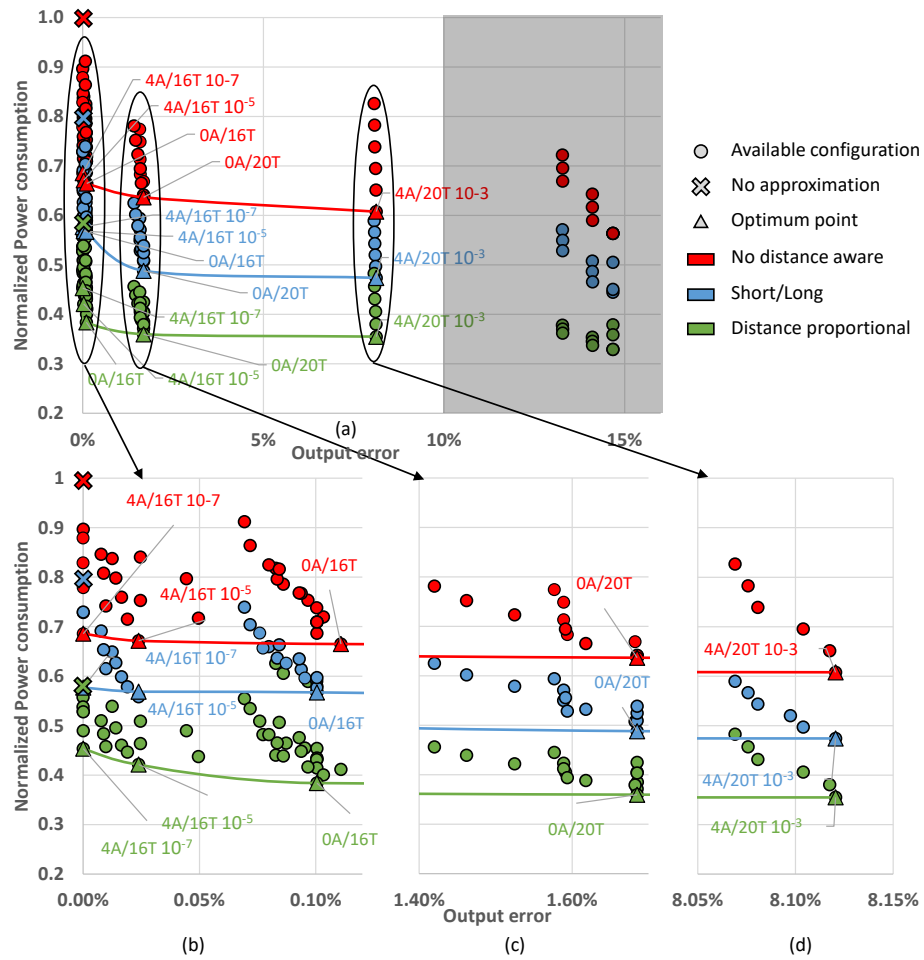 1.0
0.9
0.8
0.7
0.6
0.5
0.4
0.3
0.2
Normalized Power consumption
4A/16T 10-7
4A/16T 10-5
0A/16T
0A/20T
4A/20T 10-3
4A/16T 10-7
4A/16T 10-5
0A/16T
0A/20T
4A/20T 10-3
4A/16T 10-7
0A/20T
4A/20T 10-3
0A/16T
4A/16T 10-5
0%
5%
10%
15%
(a)
Output error
Available configuration
No approximation
Optimum point
No distance aware
Short/Long
Distance proportional
1
0.9
0.8
0.7
0.6
0.5
0.4
0.3
0.2
Normalized Power consumption
4A/16T 10-7
4A/16T 10-5
0A/16T
4A/16T 10-7
4A/16T 10-5
0A/16T
4A/16T 10-5
4A/16T 10-7
0A/16T
0A/20T
0A/20T
0A/20T
4A/20T 10-3
4A/20T 10-3
4A/20T 10-3
0.00%
0.05%
0.10%
1.40%
1.60%
8.05%
8.10%
8.15%
Output error
(b)
(c)
(d)